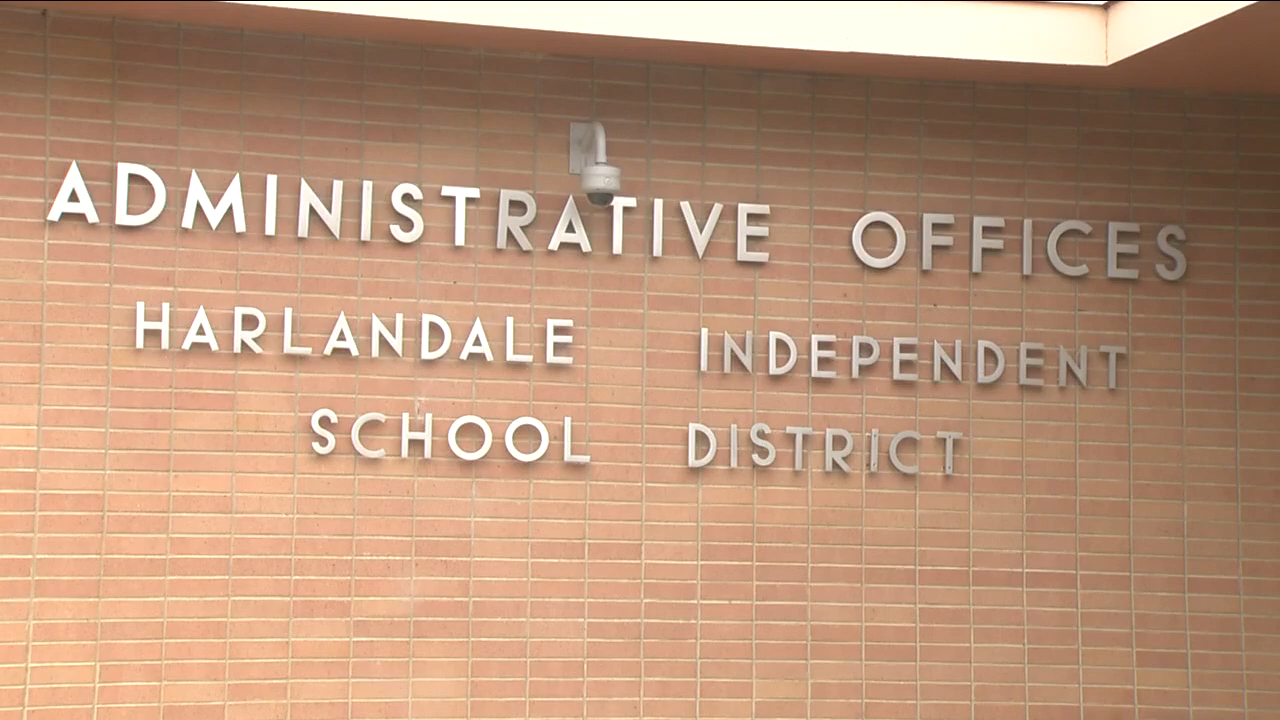 ADMINISTRATIVE OFFICES
HARLANDALE INDEPENDENT
SCHOOL DISTRICT